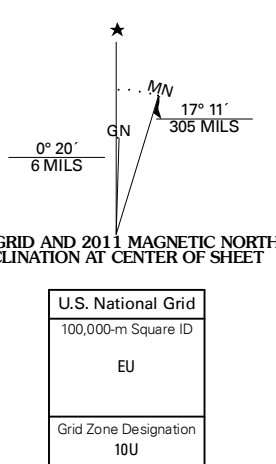 ★
MN
GN
17° 11´
305 MILS
0° 20´
6 MILS
GRID AND 2011 MAGNETIC NORTH
CLINATION AT CENTER OF SHEET
U.S. National Grid
100,000-m Square ID
EU
Grid Zone Designation
10U